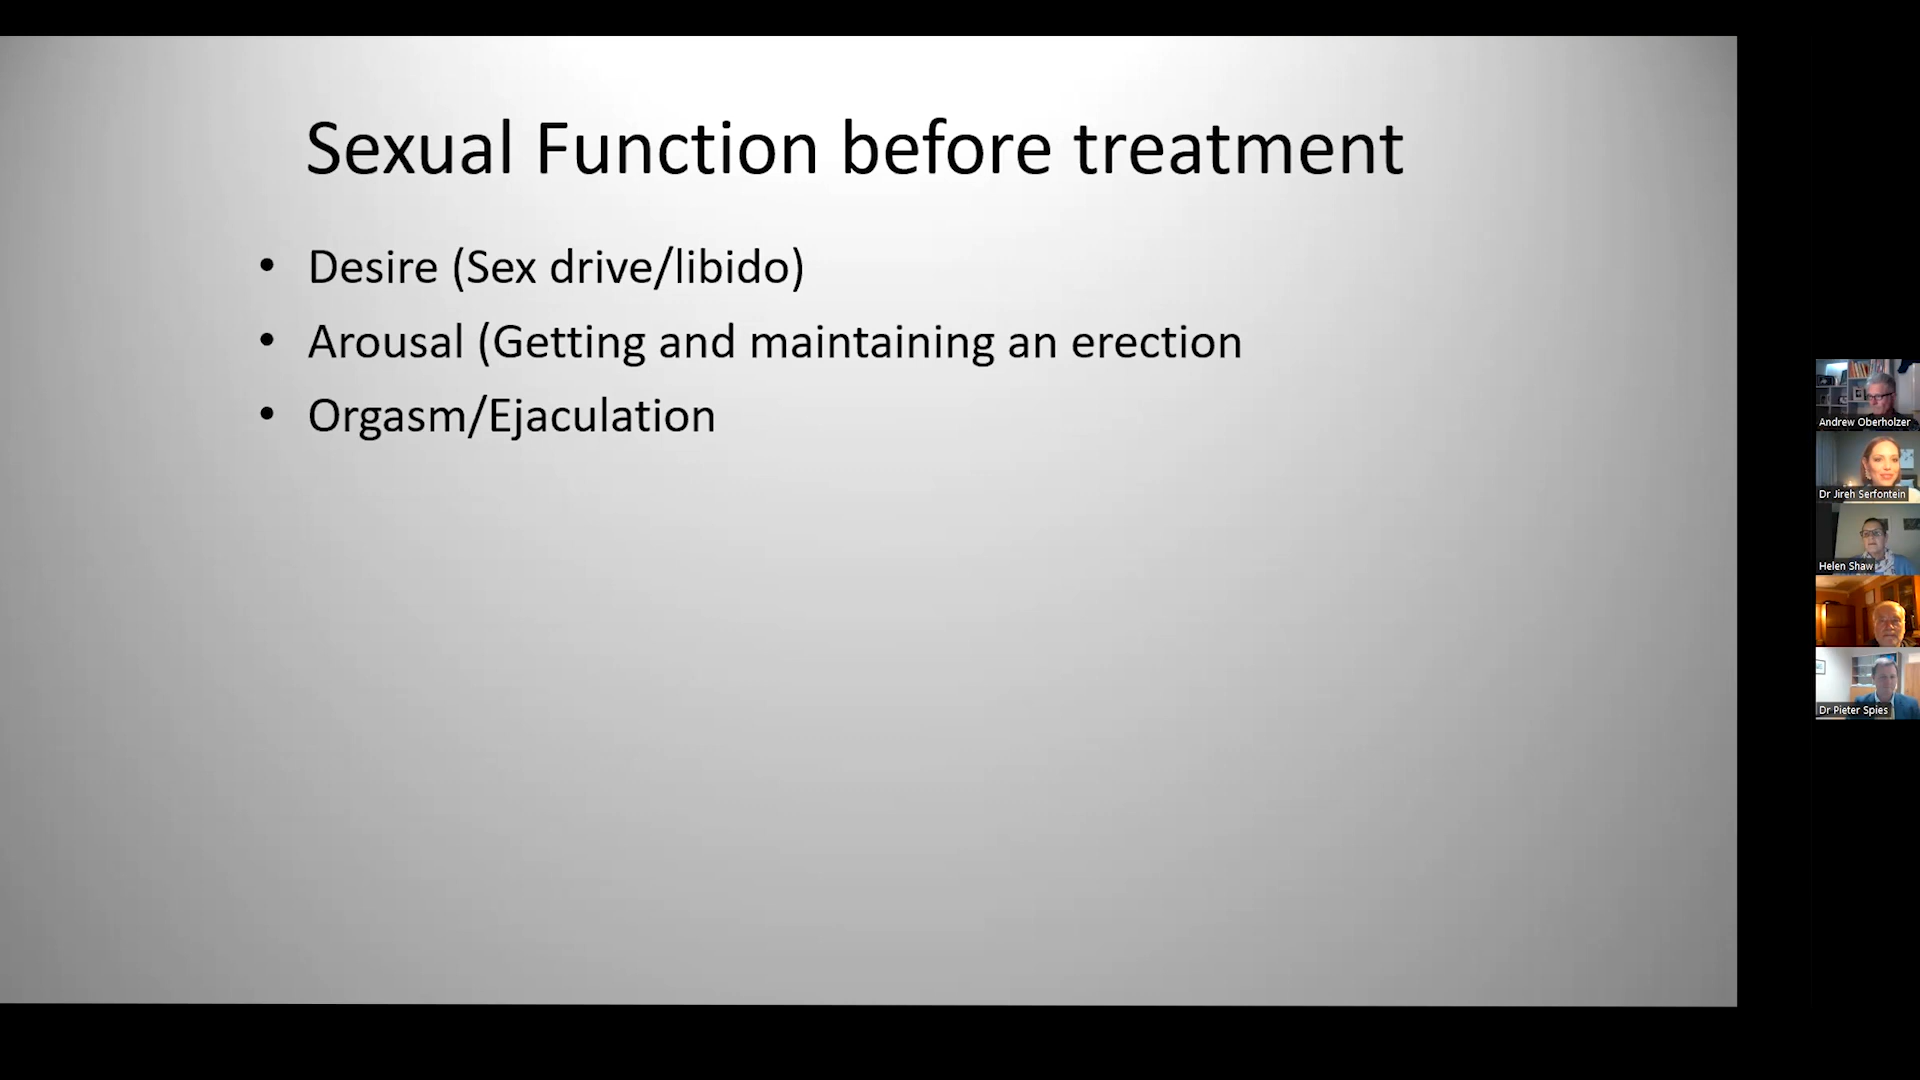 Sexual Function before treatment
• Desire (Sex drive/libido)
• Arousal (Getting and maintaining an erection
• Orgasm/Ejaculation
Andrew Oberholzer
Dr Jireh Serfontein
Helen Shaw
Dr Pieter Spies